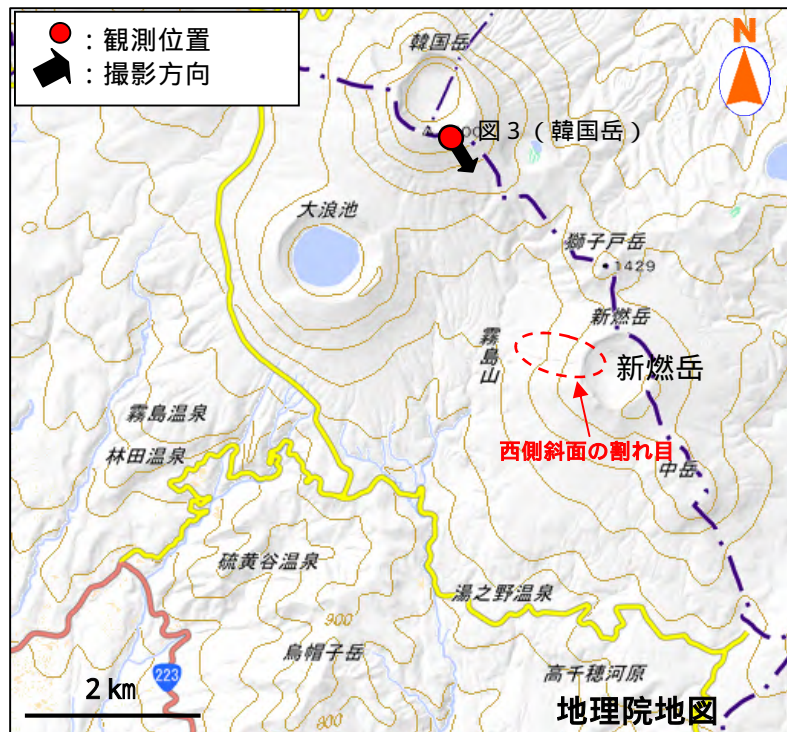 ：観測位置
：撮影方向
N
韓国岳
図３（韓国岳）
大浪池
獅子戸岳
1429
新燃岳
霧島山
新燃岳
西側斜面の割れ目
中岳
霧島温泉
林田温泉
硫黄谷温泉
湯之野温泉
900
烏帽子岳
223
高千穂河原
2 km
900
地理院地図